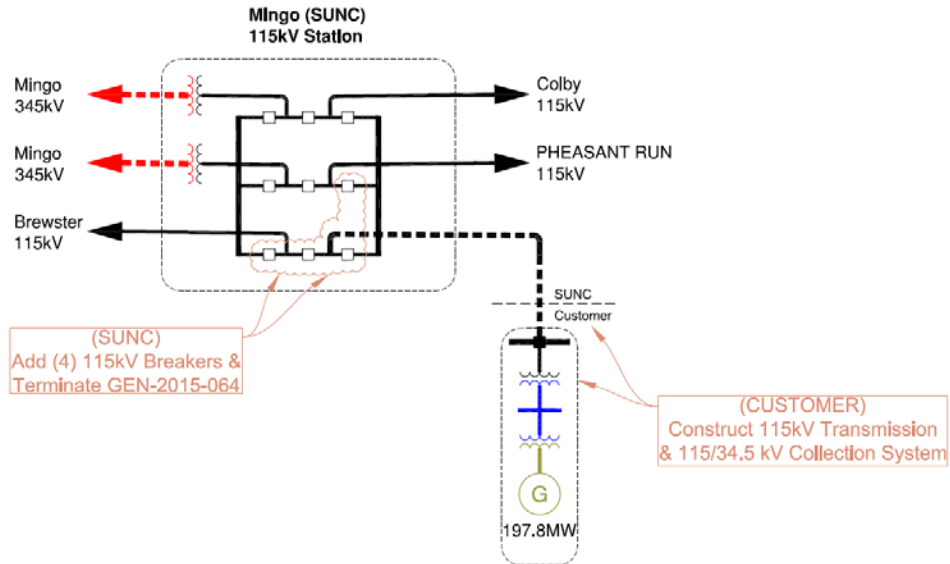 Mingo (SUNC)
115kV Station
Mingo
345kV
Colby
115kV
Mingo
345kV
PHEASANT RUN
115kV
Brewster
115kV
SUNC
Customer
(SUNC)
Add (4) 115kV Breakers &
Terminate GEN-2015-064
(CUSTOMER)
Construct 115kV Transmission
& 115/34.5 kV Collection System
G
197.8MW